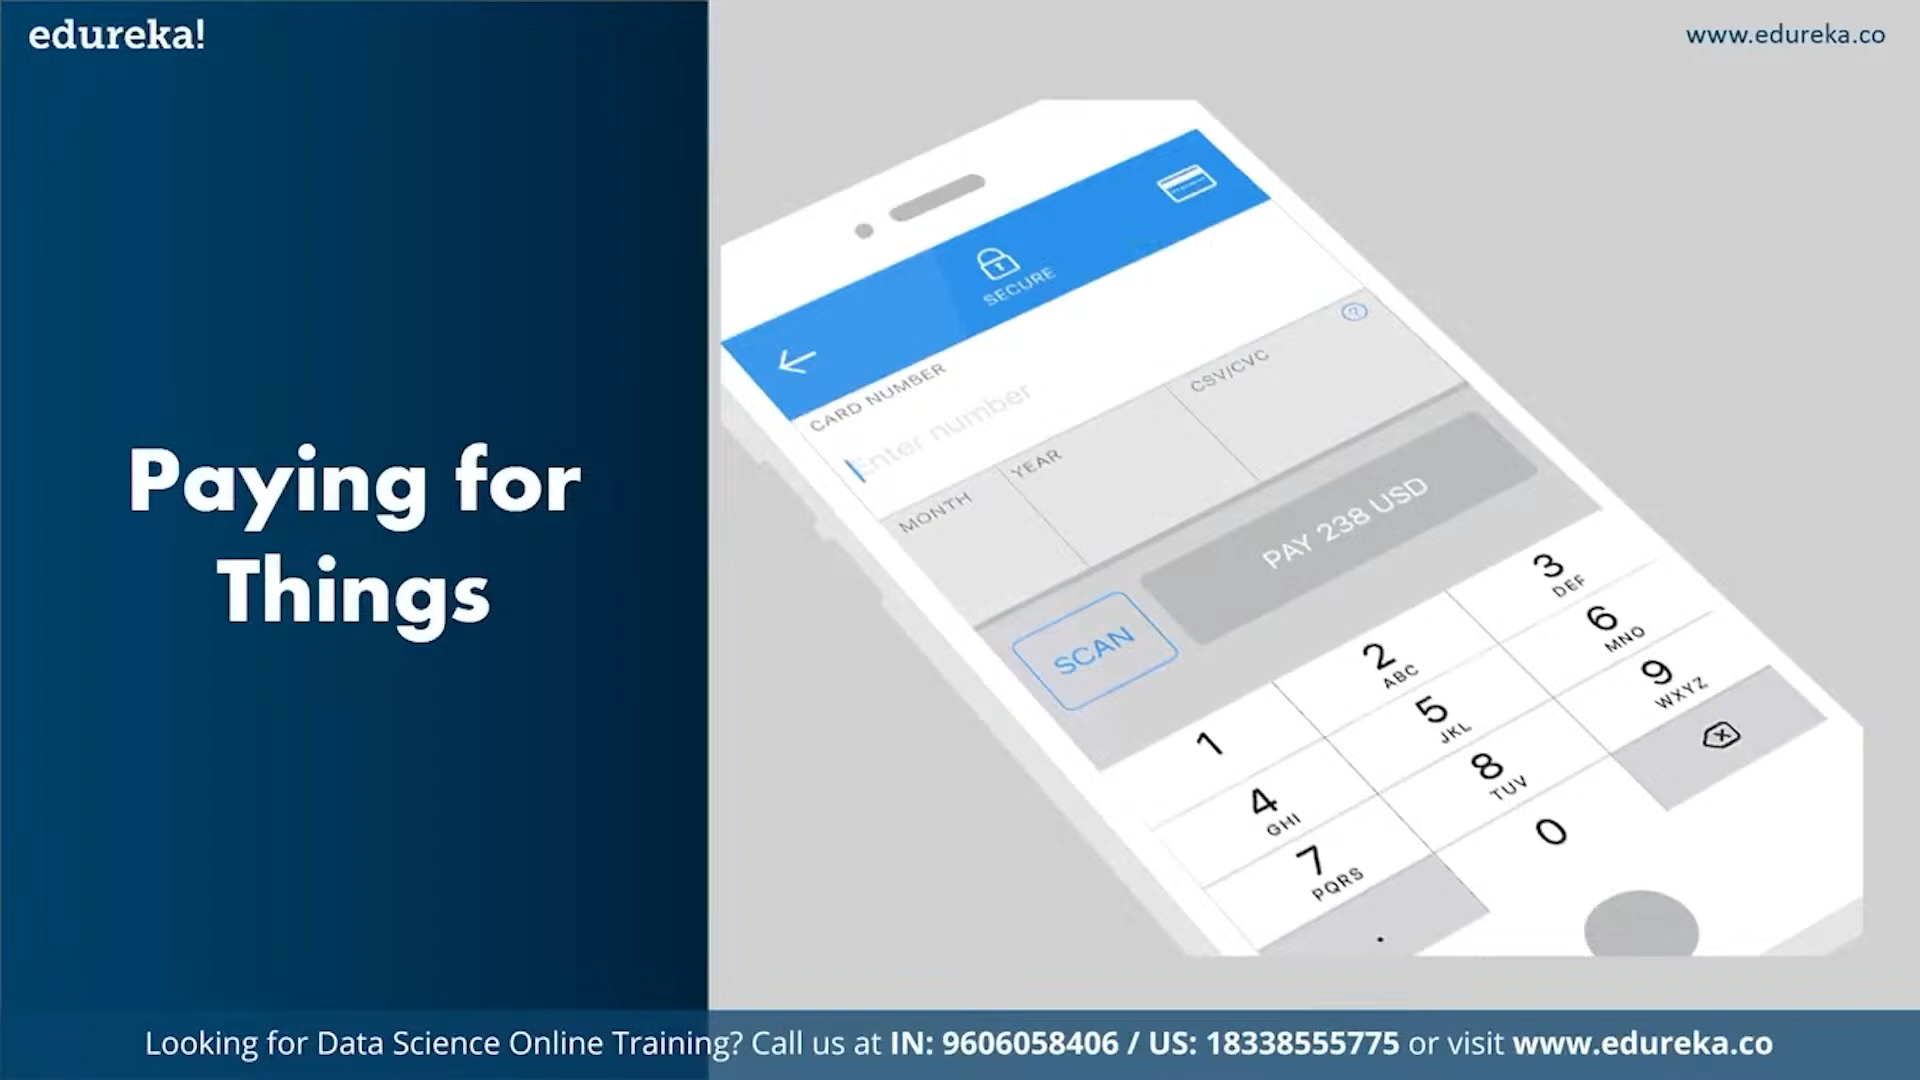 edureka!
www.edureka.co
Paying for
Things
SECURE
CARD NUMBER
Enter number
MONTH
YEAR
CSV/CVC
?
PAY 238 USD
SCAN
1
2
ABC
3
DEF
4
GHI
5
JKL
6
MNO
7
PQRS
8
TUV
9
WXYZ
.
0
Looking for Data Science Online Training? Call us at IN: 9606058406 / US: 18338555775 or visit www.edureka.co